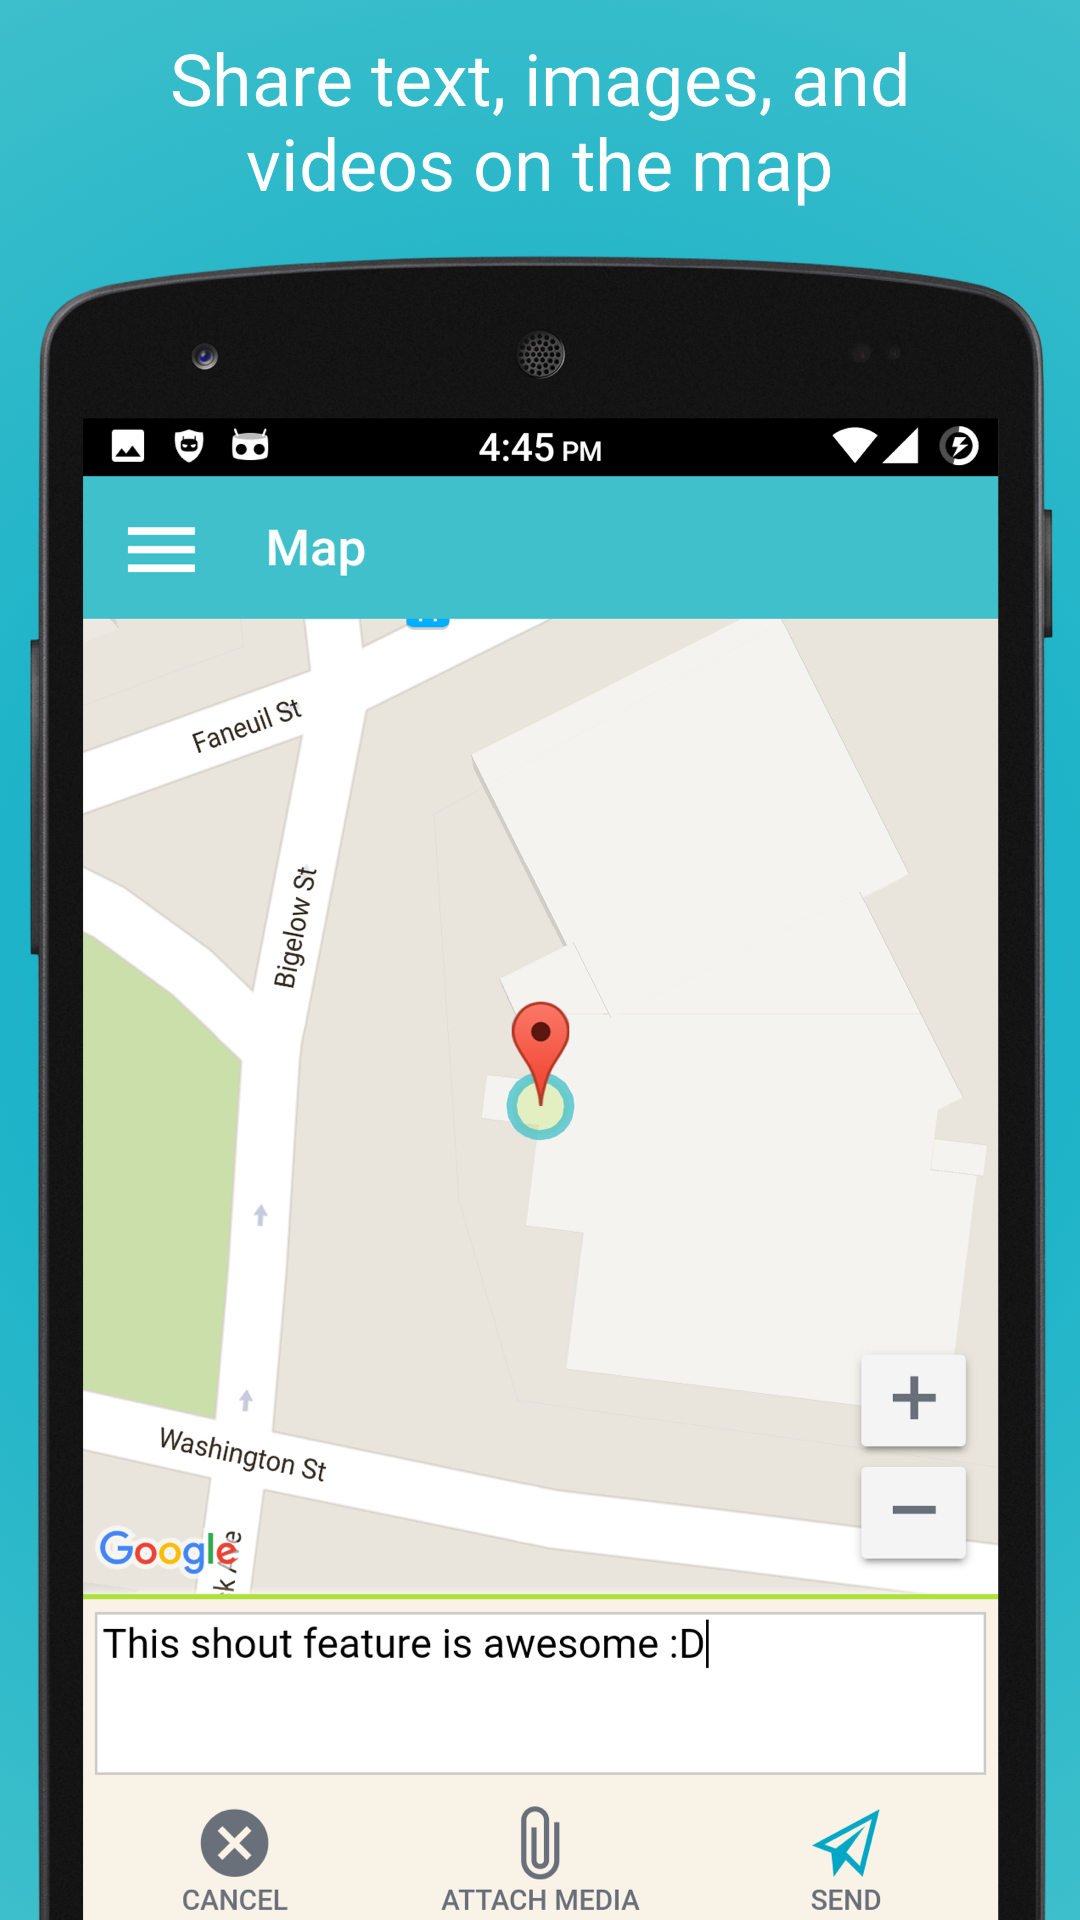 Share text, images, and
videos on the map
4:45 PM
Map
Faneuil St
Bigelow St
Washington St
Google
This shout feature is awesome :D
CANCEL
ATTACH MEDIA
SEND